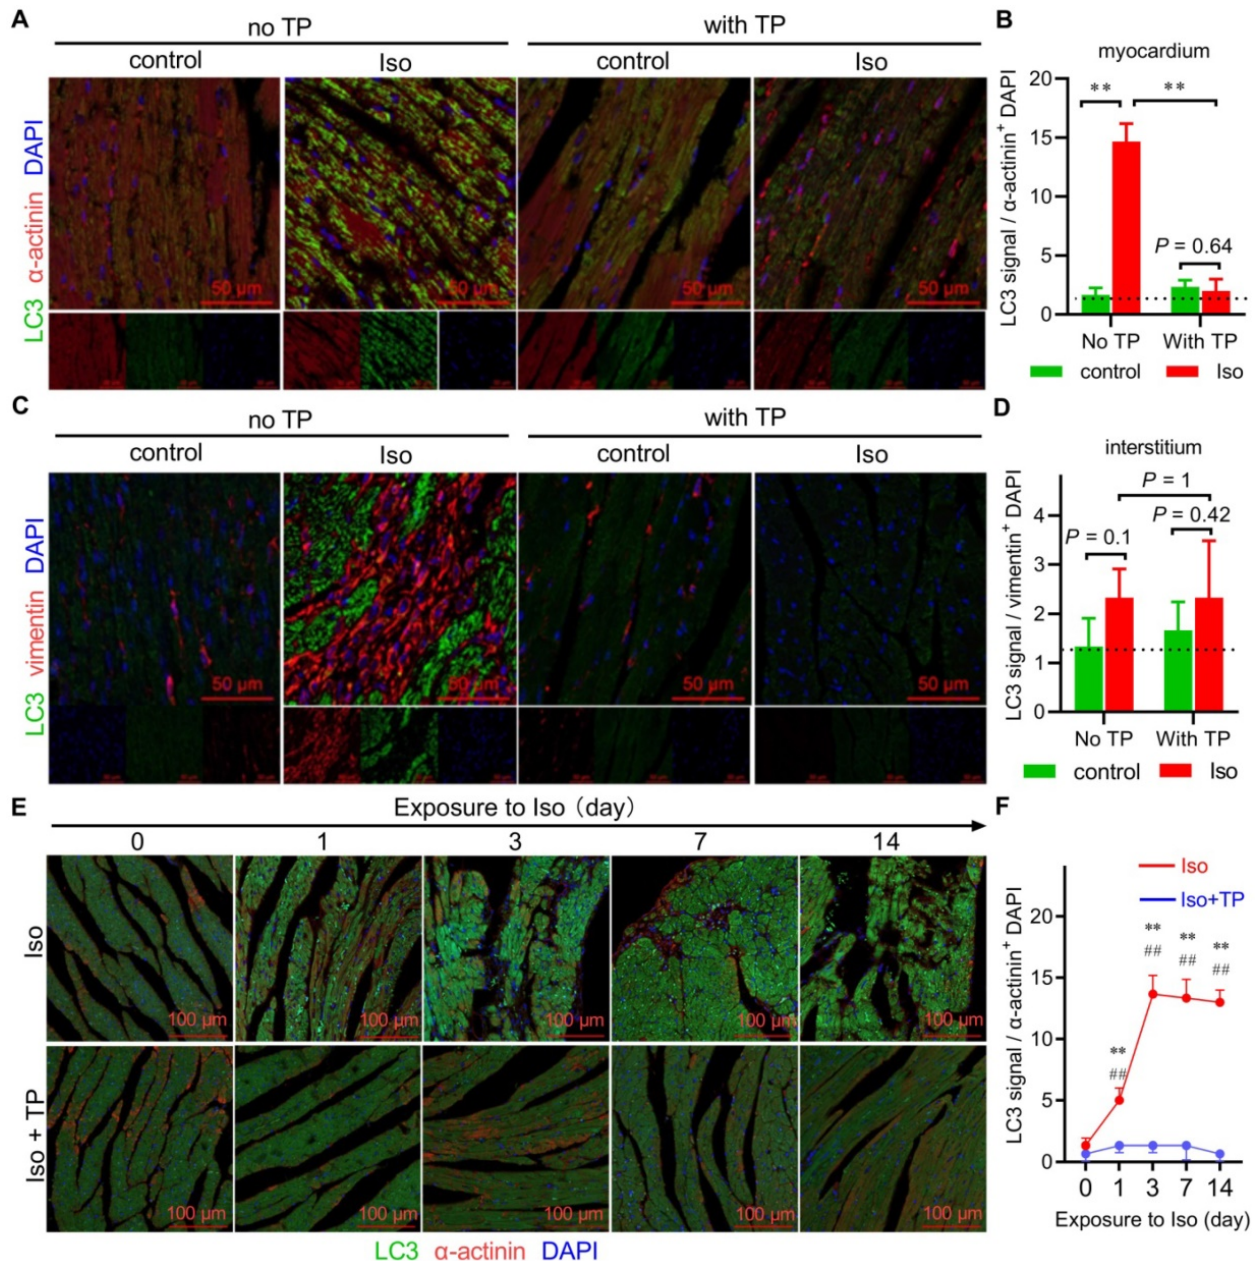 A
no TP
with TP
control
Iso
control
Iso
LC3 α-actinin DAPI
50 μm
50 μm
50 μm
50 μm
B
myocardium
LC3 signal / α-actinin⁺ DAPI
20
15
10
5
0
**
**
P = 0.64
No TP
With TP
control
Iso
C
no TP
with TP
control
Iso
control
Iso
LC3 vimentin DAPI
50 μm
50 μm
50 μm
50 μm
D
interstitium
LC3 signal / vimentin⁺ DAPI
4
3
2
1
0
P = 1
P = 0.1
P = 0.42
No TP
With TP
control
Iso
E
Exposure to Iso (day)
0
1
3
7
14
Iso
100 μm
100 μm
100 μm
100 μm
100 μm
Iso + TP
100 μm
100 μm
100 μm
100 μm
100 μm
LC3 α-actinin DAPI
F
Iso
Iso+TP
LC3 signal / α-actinin⁺ DAPI
20
15
10
5
0
**
##
**
##
**
##
**
##
0
1
3
7
14
Exposure to Iso (day)